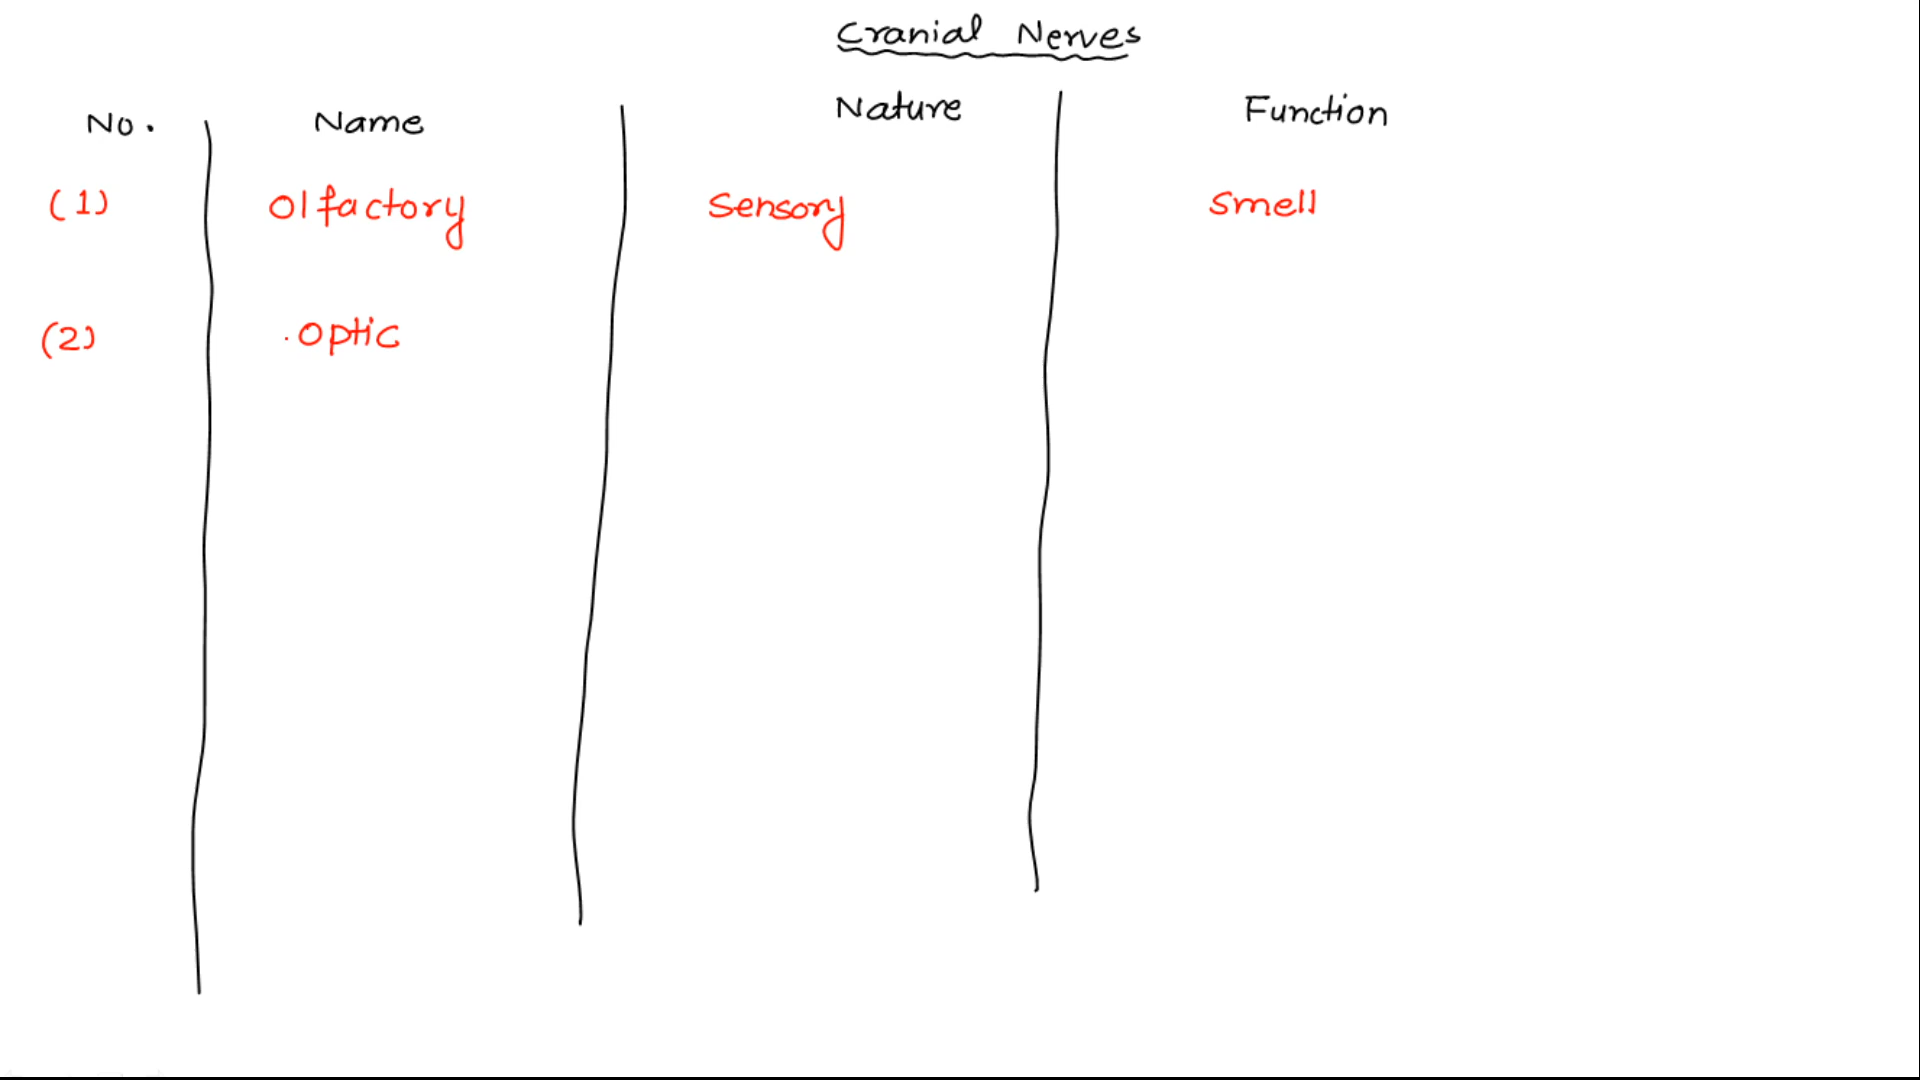 Cranial Nerves
No. Name Nature Function
(1) Olfactory Sensory Smell
(2) Optic